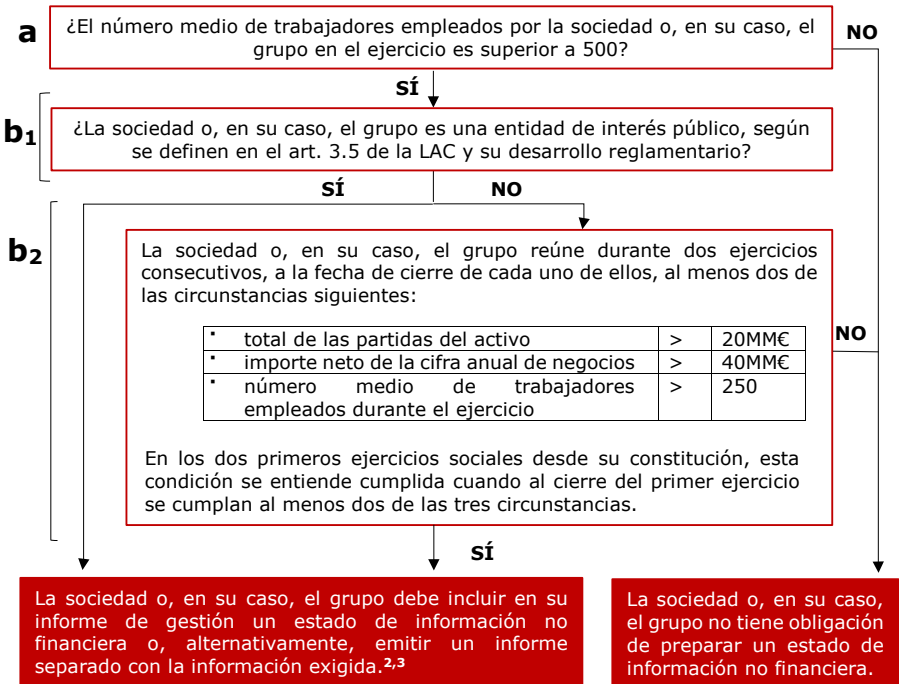 a
¿El número medio de trabajadores empleados por la sociedad o, en su caso, el
grupo en el ejercicio es superior a 500?
NO
SÍ
b1
¿La sociedad o, en su caso, el grupo es una entidad de interés público, según
se definen en el art. 3.5 de la LAC y su desarrollo reglamentario?
SÍ
NO
b2
La sociedad o, en su caso, el grupo reúne durante dos ejercicios
consecutivos, a la fecha de cierre de cada uno de ellos, al menos dos de
las circunstancias siguientes:
▪ total de las partidas del activo > 20MM€
▪ importe neto de la cifra anual de negocios > 40MM€
▪ número medio de trabajadores > 250
empleados durante el ejercicio
NO
En los dos primeros ejercicios sociales desde su constitución, esta
condición se entiende cumplida cuando al cierre del primer ejercicio
se cumplan al menos dos de las tres circunstancias.
SÍ
La sociedad o, en su caso, el grupo debe incluir en su
informe de gestión un estado de información no
financiera o, alternativamente, emitir un informe
separado con la información exigida.2,3
La sociedad o, en su caso,
el grupo no tiene obligación
de preparar un estado de
información no financiera.